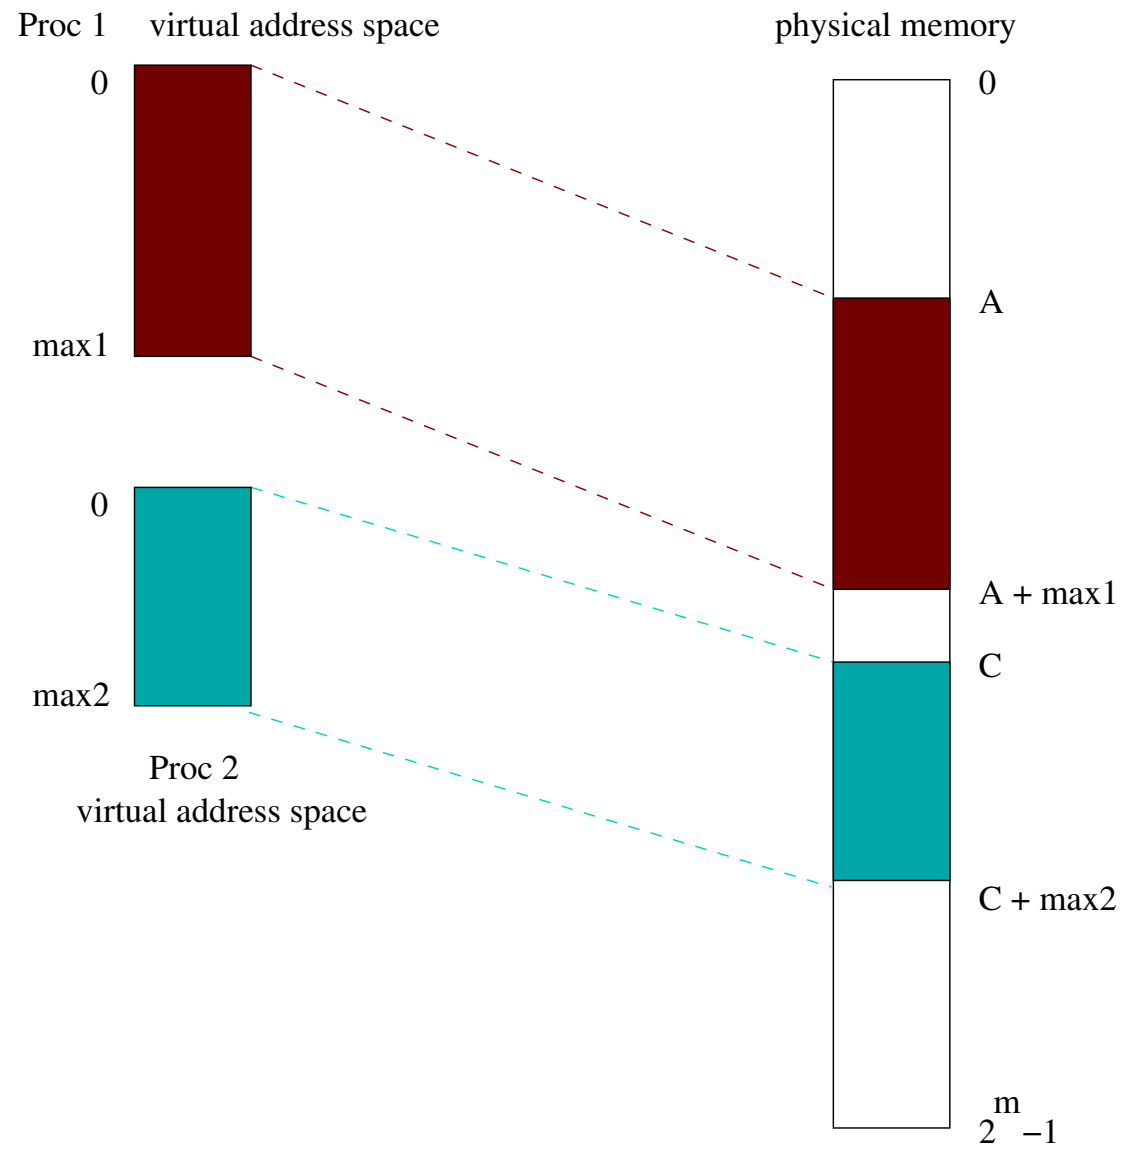 Proc 1 virtual address space
physical memory
0
max1
0
max2
Proc 2
virtual address space
0
A
A + max1
C
C + max2
2^m −1